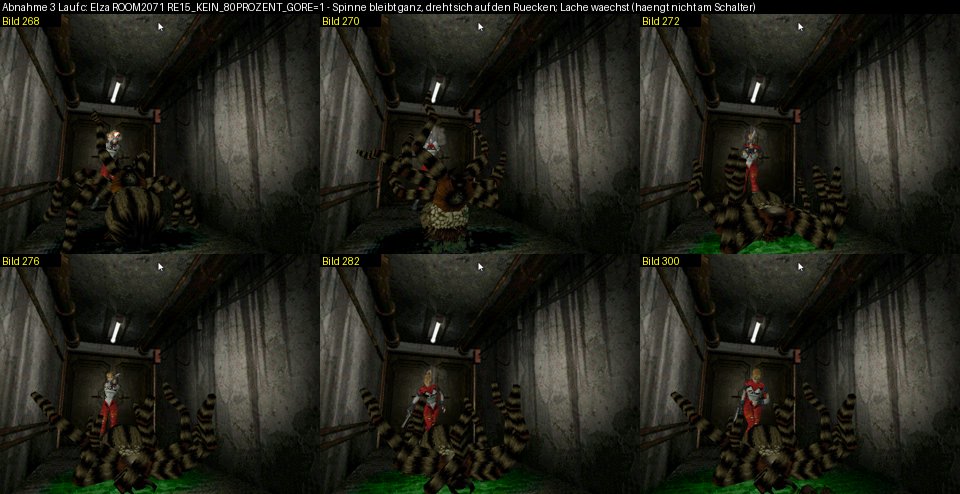 Abnahme 3 Lauf c: Elza ROOM2071 RE15_KEIN_80PROZENT_GORE=1 - Spinne bleibt ganz, dreht sich auf den Ruecken; Lache waechst (haengt nicht am Schalter)
Bild 268 Bild 270 Bild 272
Bild 276 Bild 282 Bild 300